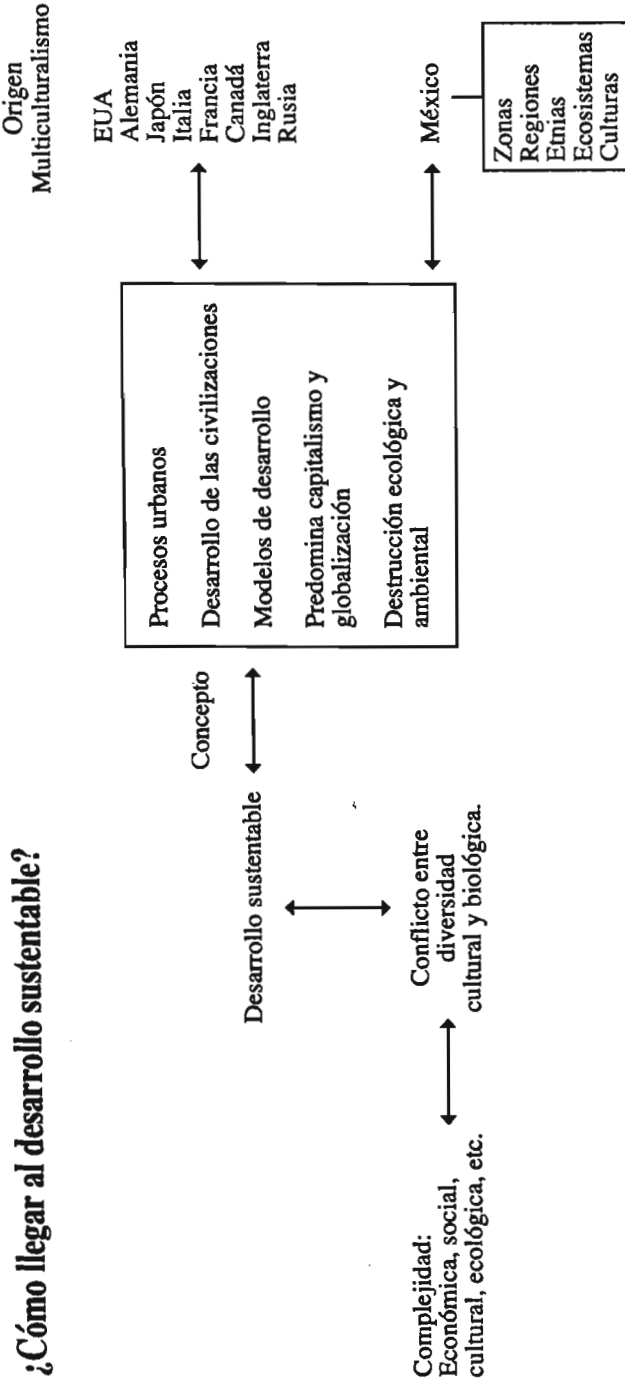 ¿Cómo llegar al desarrollo sustentable?
Complejidad:
Económica, social,
cultural, ecológica, etc.
Desarrollo sustentable
Conflicto entre
diversidad
cultural y biológica.
Concepto
Procesos urbanos
Desarrollo de las civilizaciones
Modelos de desarrollo
Predomina capitalismo y
globalización
Destrucción ecológica y
ambiental
Origen
Multiculturalismo
EUA
Alemania
Japón
Italia
Francia
Canadá
Inglaterra
Rusia
México
Zonas
Regiones
Etnias
Ecosistemas
Culturas